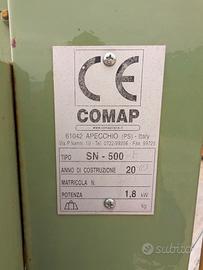 CE
COMAP
61042 APECCHIO (PS) - Italy
TIPO SN - 500
ANNO DI COSTRUZIONE 20
MATRICOLA N.
POTENZA 1,8 kW
kg
subito